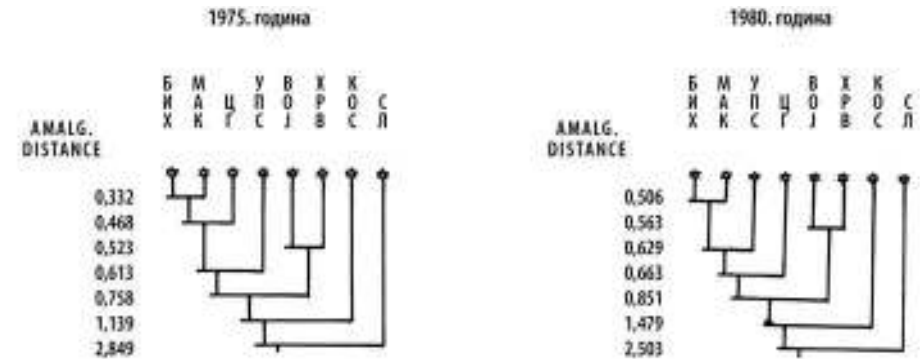 1975. година
БИХ МАК ЦГ УПС ВОЈ ХРВ КОС СЛ
AMALG.
DISTANCE
0,332
0,468
0,523
0,613
0,758
1,139
2,849
1980. година
БИХ МАК УПС ЦГ ВОЈ ХРВ КОС СЛ
AMALG.
DISTANCE
0,506
0,563
0,629
0,663
0,851
1,479
2,503